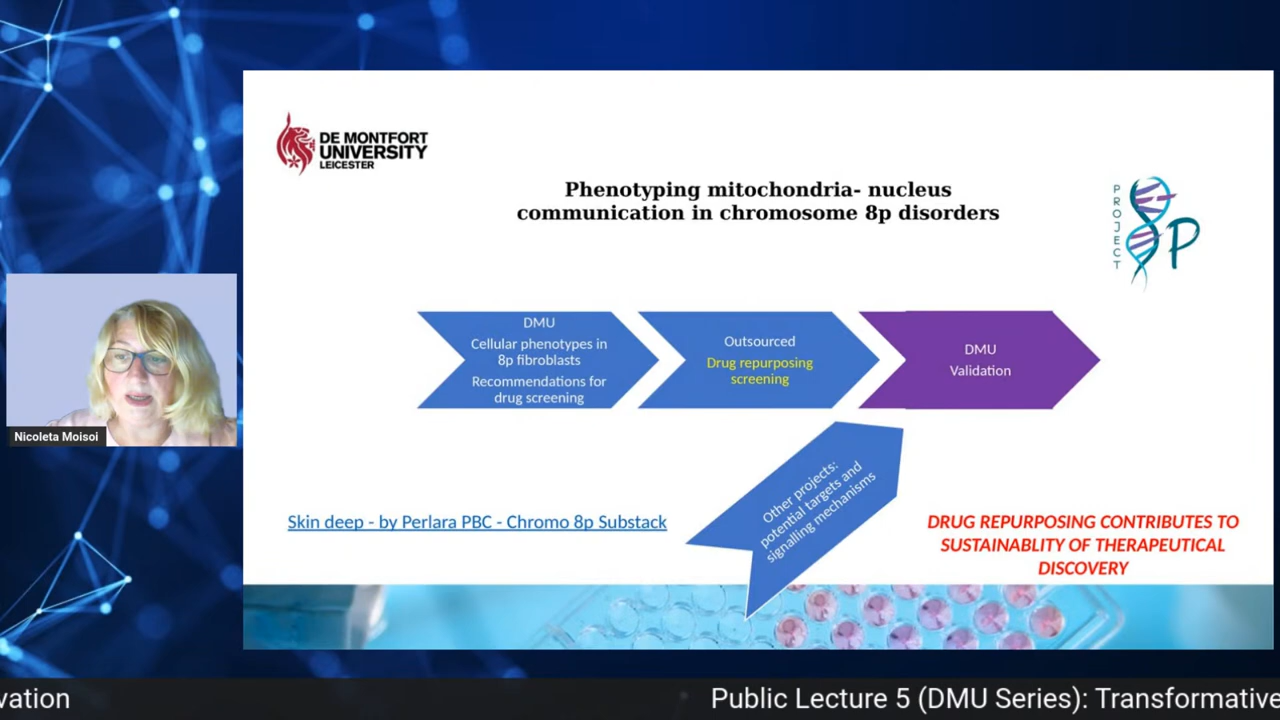 DE MONTFORT
UNIVERSITY
LEICESTER
Phenotyping mitochondria- nucleus
communication in chromosome 8p disorders
PROJECT
8P
DMU
Cellular phenotypes in
8p fibroblasts
Recommendations for
drug screening
Outsourced
Drug repurposing
screening
DMU
Validation
Other projects:
potential targets and
signalling mechanisms
Nicoleta Moisoi
Skin deep - by Perlara PBC - Chromo 8p Substack
DRUG REPURPOSING CONTRIBUTES TO
SUSTAINABLITY OF THERAPEUTICAL
DISCOVERY
vation
Public Lecture 5 (DMU Series): Transformative